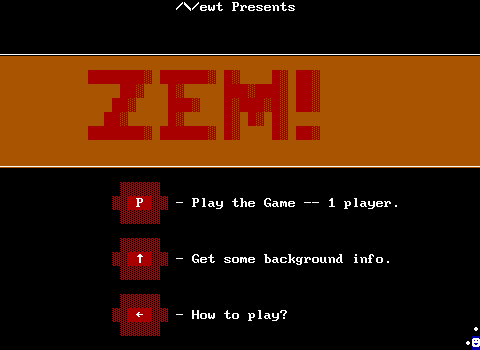 /\/ewt Presents
ZEM!
P - Play the Game -- 1 player.
↑ - Get some background info.
← - How to play?